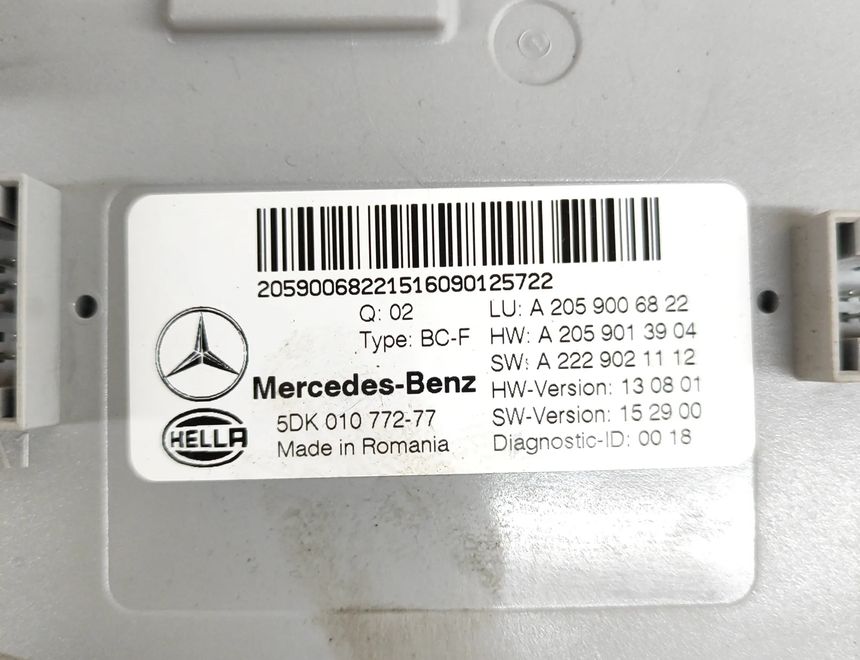 2059006822151609​0125722
Q: 02
Type: BC-F
LU: A 205 900 68 22
HW: A 205 901 39 04
SW: A 222 902 11 12
HW-Version: 13 08 01
SW-Version: 15 29 00
Diagnostic-ID: 00 18
Mercedes-Benz
HELLA
5DK 010 772-77
Made in Romania